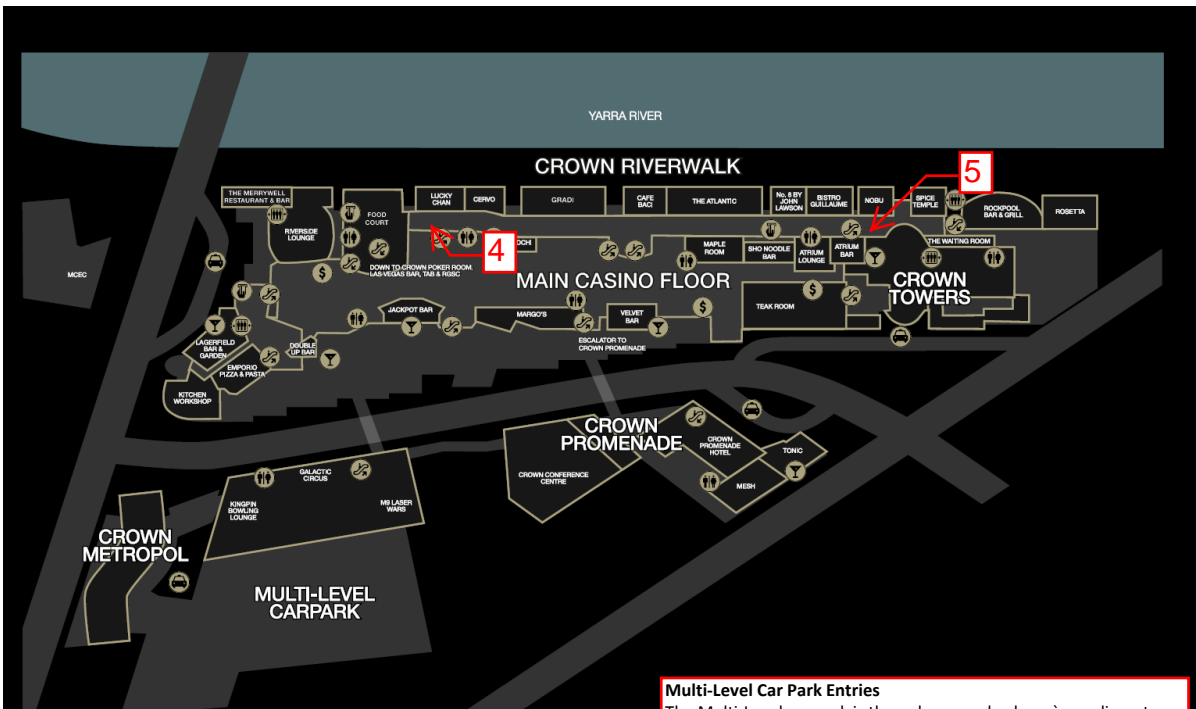 YARRA RIVER
CROWN RIVERWALK
5
THE MERRYWELL
RESTAURANT & BAR
LUCKY
CHAN
CERVO
GRADI
CAFE
BACI
THE ATLANTIC
No. 8 BY
JOHN
LAWSON
BISTRO
GUILLAUME
NOBU
SPICE
TEMPLE
ROCKPOOL
BAR & GRILL
ROSETTA
FOOD
COURT
RIVERSIDE
LOUNGE
4
OCHI
MAPLE
ROOM
SHO NOODLE
BAR
ATRIUM
LOUNGE
ATRIUM
BAR
THE WAITING ROOM
MCEC
$
DOWN TO CROWN POKER ROOM,
LAS VEGAS BAR, TAB & RGSC
MAIN CASINO FLOOR
CROWN
TOWERS
$
$
TEAK ROOM
JACKPOT BAR
MARGO'S
VELVET
BAR
ESCALATOR TO
CROWN PROMENADE
LAGERFIELD
BAR &
GARDEN
DOUBLE
UP BAR
EMPORIO
PIZZA & PASTA
KITCHEN
WORKSHOP
CROWN
PROMENADE
CROWN
PROMENADE
HOTEL
TONIC
MESH
CROWN CONFERENCE
CENTRE
GALACTIC
CIRCUS
KINGPIN
BOWLING
LOUNGE
M9 LASER
WARS
CROWN
METROPOL
MULTI-LEVEL
CARPARK
Multi-Level Car Park Entries